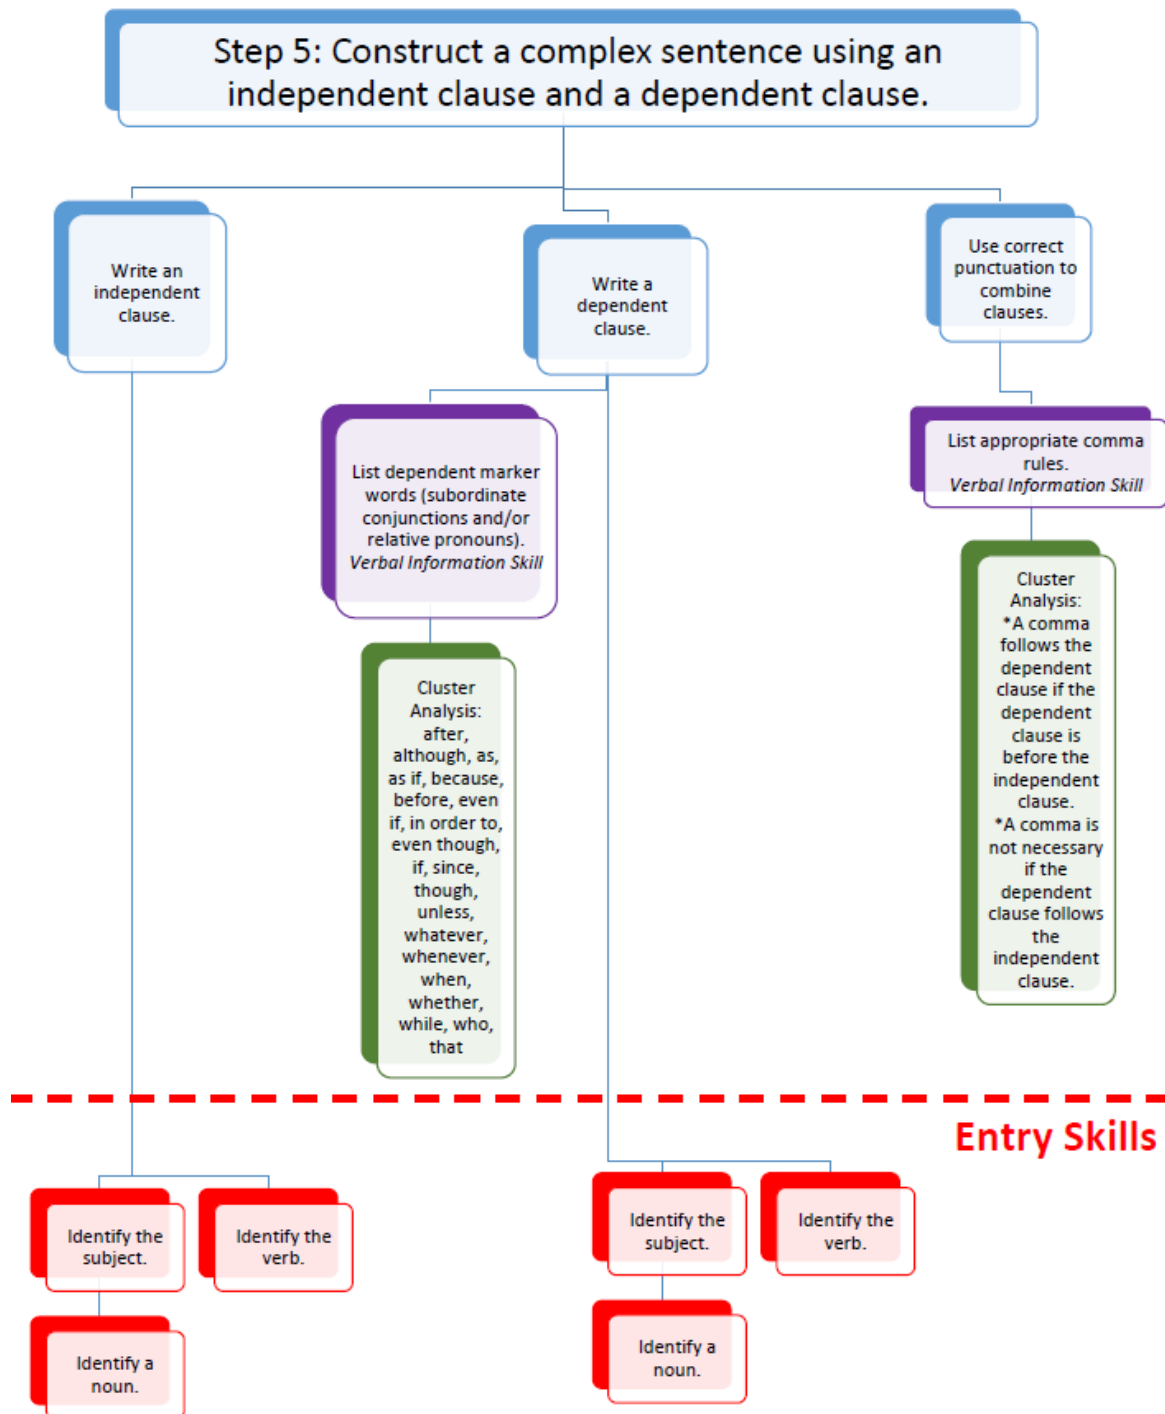 Step 5: Construct a complex sentence using an
independent clause and a dependent clause.
Write an
independent
clause.
Write a
dependent
clause.
Use correct
punctuation to
combine
clauses.
List dependent marker
words (subordinate
conjunctions and/or
relative pronouns).
Verbal Information Skill
List appropriate comma
rules.
Verbal Information Skill
Cluster
Analysis:
after,
although, as,
as if, because,
before, even
if, in order to,
even though,
if, since,
though,
unless,
whatever,
whenever,
when,
whether,
while, who,
that
Cluster
Analysis:
*A comma
follows the
dependent
clause if the
dependent
clause is
before the
independent
clause.
*A comma is
not necessary
if the
dependent
clause follows
the
independent
clause.
Entry Skills
Identify the
subject.
Identify the
verb.
Identify a
noun.
Identify the
subject.
Identify the
verb.
Identify a
noun.